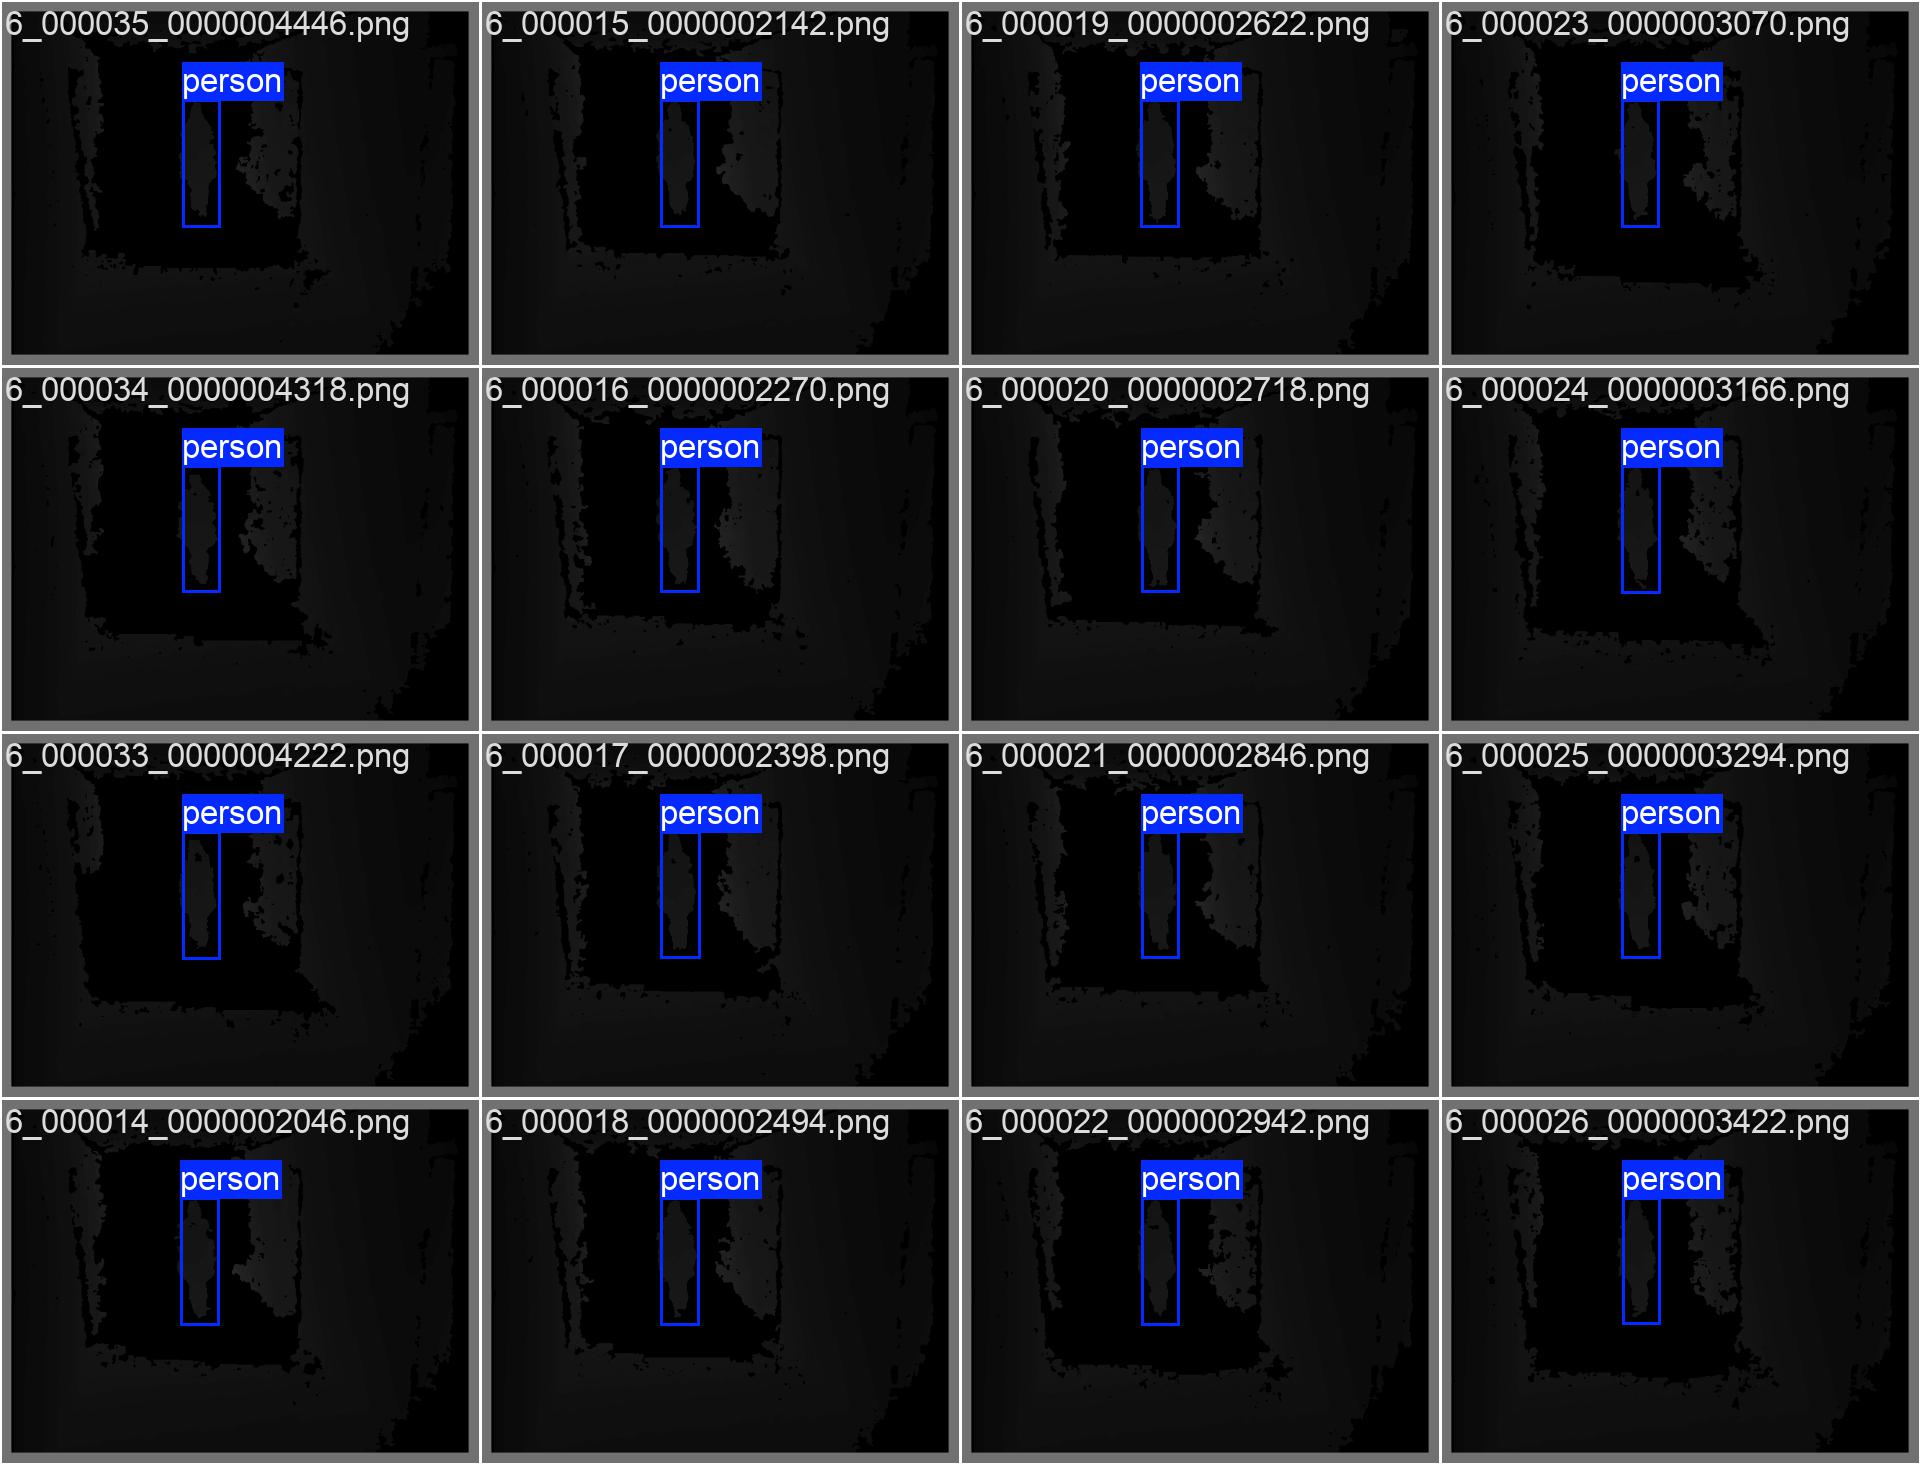 6_000035_0000004446.png
person
6_000015_0000002142.png
person
6_000019_0000002622.png
person
6_000023_0000003070.png
person
6_000034_0000004318.png
person
6_000016_0000002270.png
person
6_000020_0000002718.png
person
6_000024_0000003166.png
person
6_000033_0000004222.png
person
6_000017_0000002398.png
person
6_000021_0000002846.png
person
6_000025_0000003294.png
person
6_000014_0000002046.png
person
6_000018_0000002494.png
person
6_000022_0000002942.png
person
6_000026_0000003422.png
person